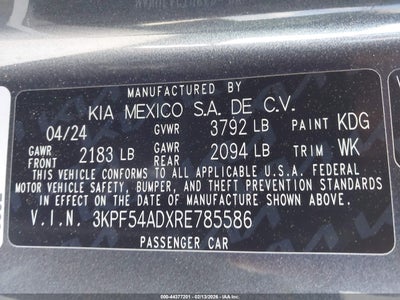 MANUFACTURED BY
KIA MEXICO S.A. DE C.V.
04/24 GVWR 3792 LB PAINT KDG
GAWR FRONT 2183 LB GAWR REAR 2094 LB TRIM WK
THIS VEHICLE CONFORMS TO ALL APPLICABLE U.S.A. FEDERAL
MOTOR VEHICLE SAFETY, BUMPER, AND THEFT PREVENTION STANDARDS
IN EFFECT ON THE DATE OF MANUFACTURE SHOWN ABOVE.
V.I.N. 3KPF54ADXRE785586
PASSENGER CAR
600-44377201 - 02/13/2026 - IAA Inc.